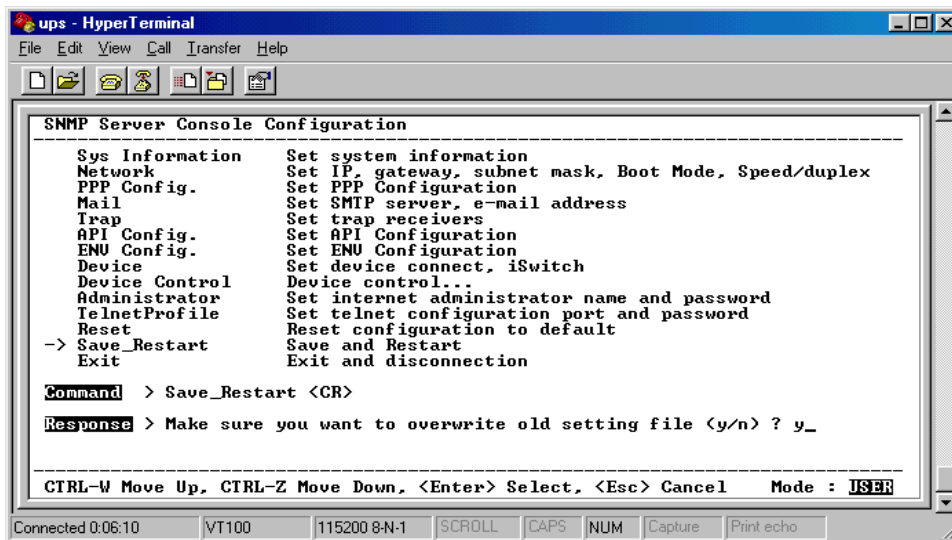 ups - HyperTerminal
File Edit View Call Transfer Help
SNMP Server Console Configuration
Sys Information Set system information
Network Set IP, gateway, subnet mask, Boot Mode, Speed/duplex
PPP Config. Set PPP Configuration
Mail Set SMTP server, e-mail address
Trap Set trap receivers
API Config. Set API Configuration
ENV Config. Set ENV Configuration
Device Set device connect, iSwitch
Device Control Device control...
Administrator Set internet administrator name and password
TelnetProfile Set telnet configuration port and password
Reset Reset configuration to default
-> Save_Restart Save and Restart
Exit Exit and disconnection
Command > Save_Restart <CR>
Response > Make sure you want to overwrite old setting file (y/n) ? y_
CTRL-W Move Up, CTRL-Z Move Down, <Enter> Select, <Esc> Cancel Mode : USER
Connected 0:06:10 VT100 115200 8-N-1 SCROLL CAPS NUM Capture Print echo